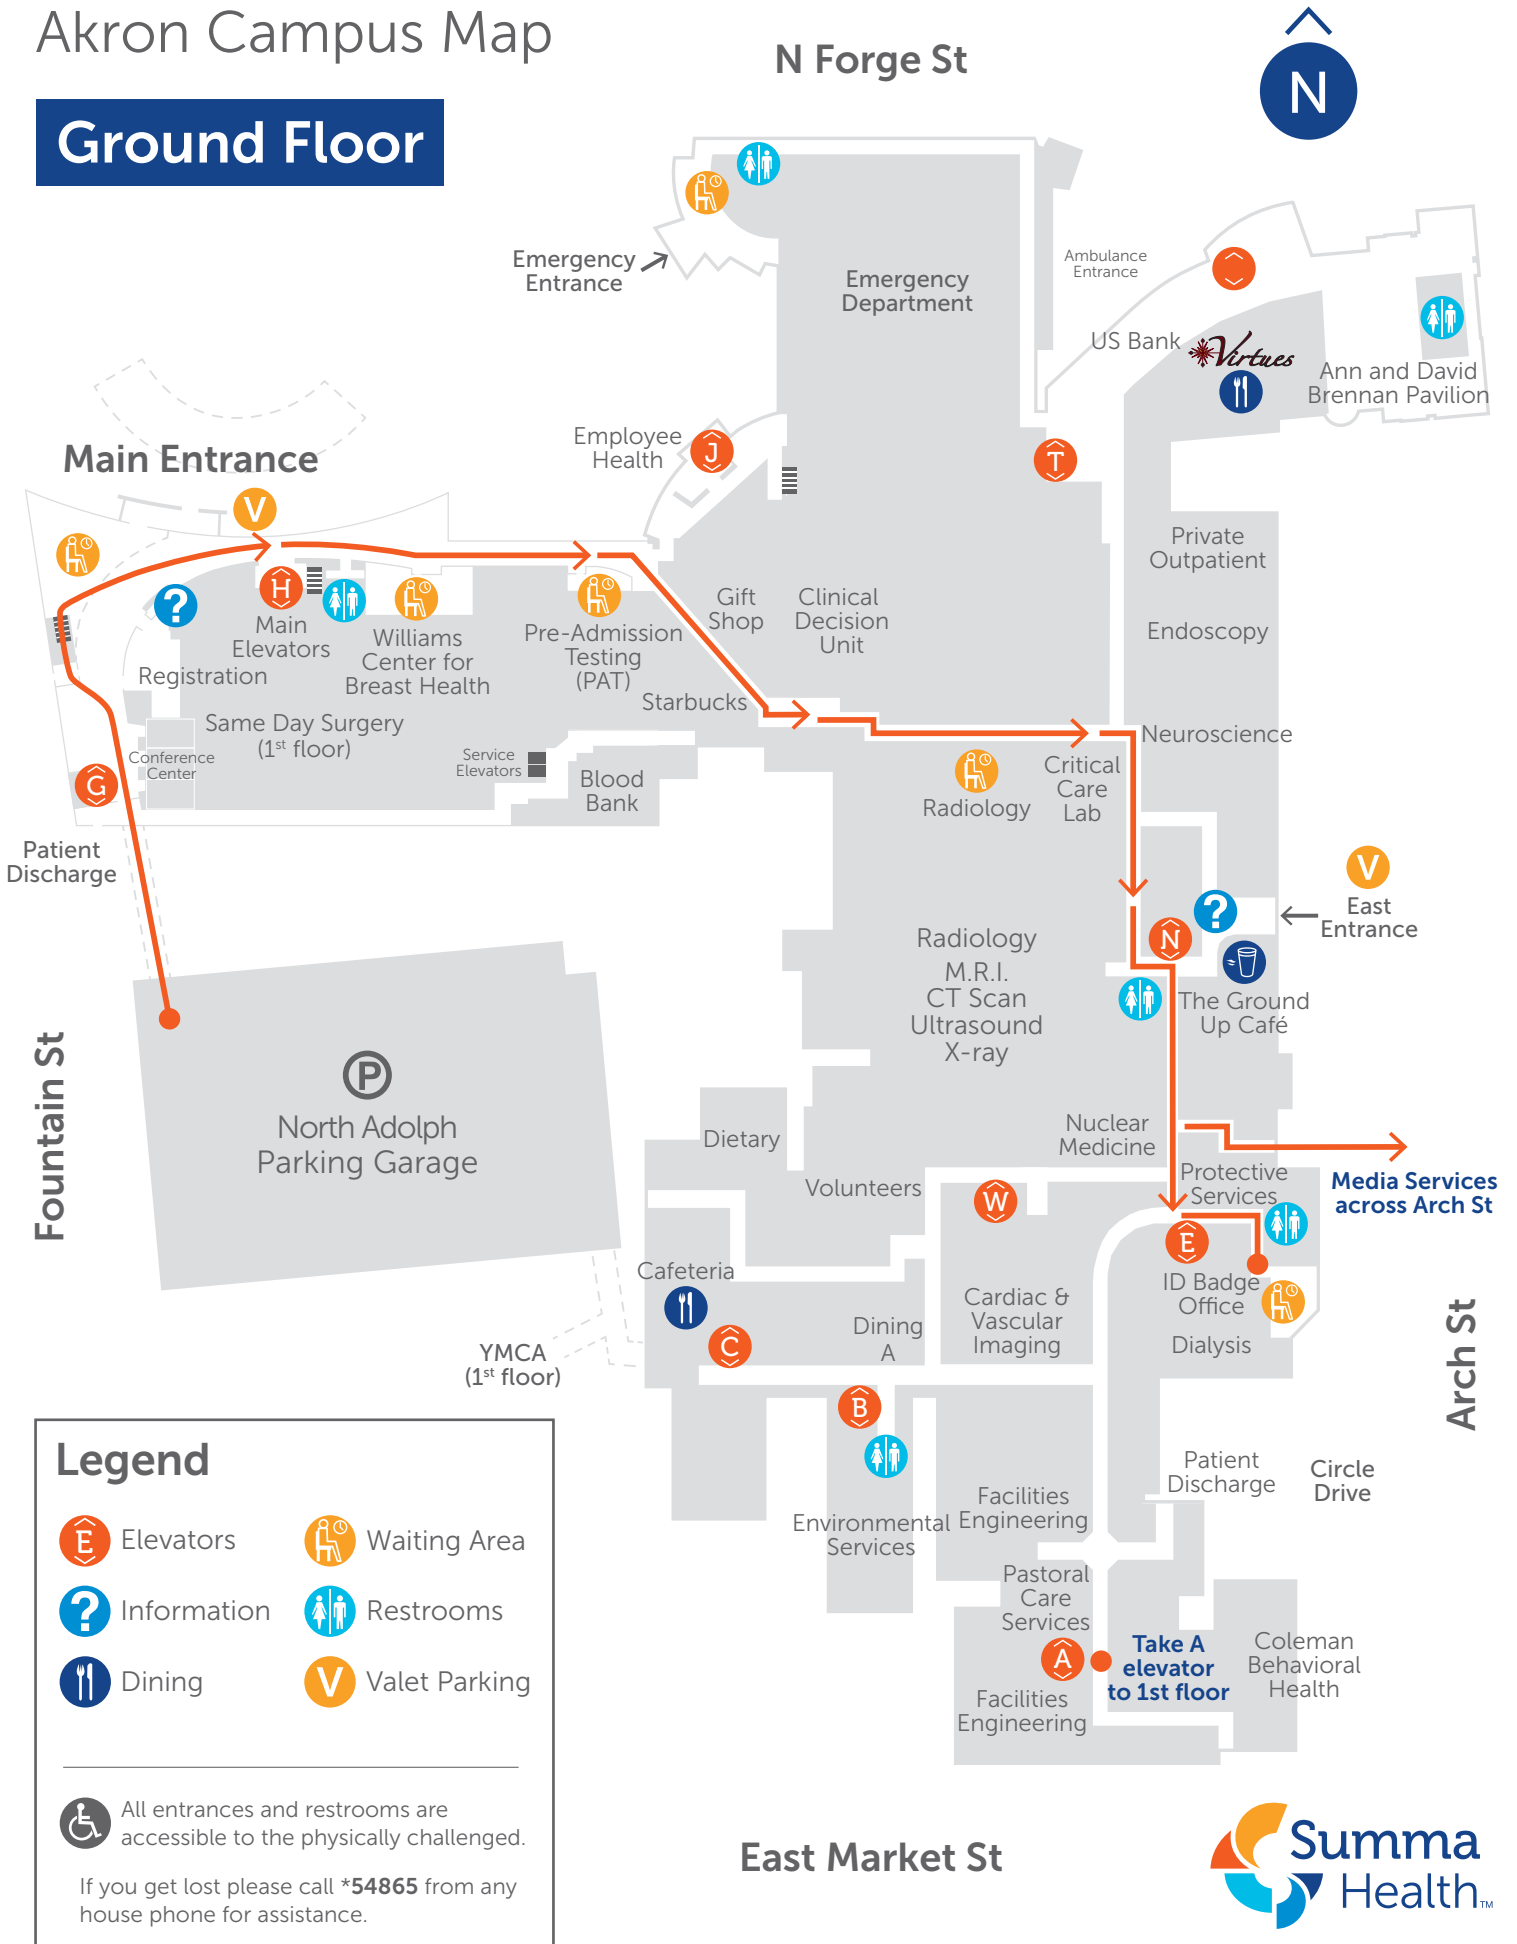 Akron Campus Map
Ground Floor
N Forge St
N
Emergency
Entrance
Emergency
Department
Ambulance
Entrance
US Bank
Virtues
Ann and David
Brennan Pavilion
Main Entrance
V
Employee
Health
J
T
Private
Outpatient
Endoscopy
?
H
Main
Elevators
Registration
Williams
Center for
Breast Health
Pre-Admission
Testing
(PAT)
Gift
Shop
Clinical
Decision
Unit
Starbucks
Same Day Surgery
(1st floor)
Conference
Center
Service
Elevators
Blood
Bank
G
Patient
Discharge
Neuroscience
Radiology
Critical
Care
Lab
V
East
Entrance
?
N
The Ground
Up Café
Radiology
M.R.I.
CT Scan
Ultrasound
X-ray
Fountain St
P
North Adolph
Parking Garage
Dietary
Volunteers
Nuclear
Medicine
Protective
Services
Media Services
across Arch St
W
E
ID Badge
Office
Dialysis
Cafeteria
C
Dining
A
Cardiac &
Vascular
Imaging
YMCA
(1st floor)
Arch St
B
Environmental
Services
Facilities
Engineering
Patient
Discharge
Circle
Drive
Pastoral
Care
Services
A
Take A
elevator
to 1st floor
Coleman
Behavioral
Health
Facilities
Engineering
Legend
E Elevators
Waiting Area
? Information
Restrooms
Dining
V Valet Parking
All entrances and restrooms are
accessible to the physically challenged.
If you get lost please call *54865 from any
house phone for assistance.
East Market St
Summa
Health™